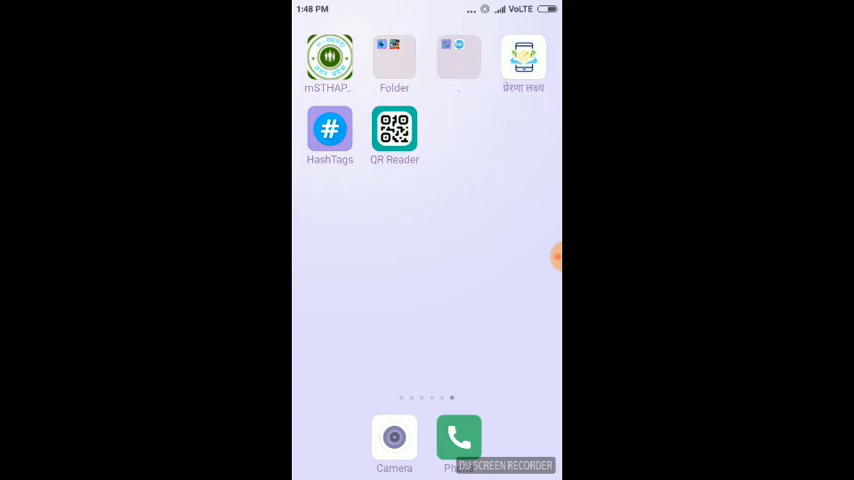 1:48 PM
... VoLTE
mSTHAP.. Folder . प्रेरणा लक्ष्य
#
HashTags QR Reader
Camera
DU SCREEN RECORDER